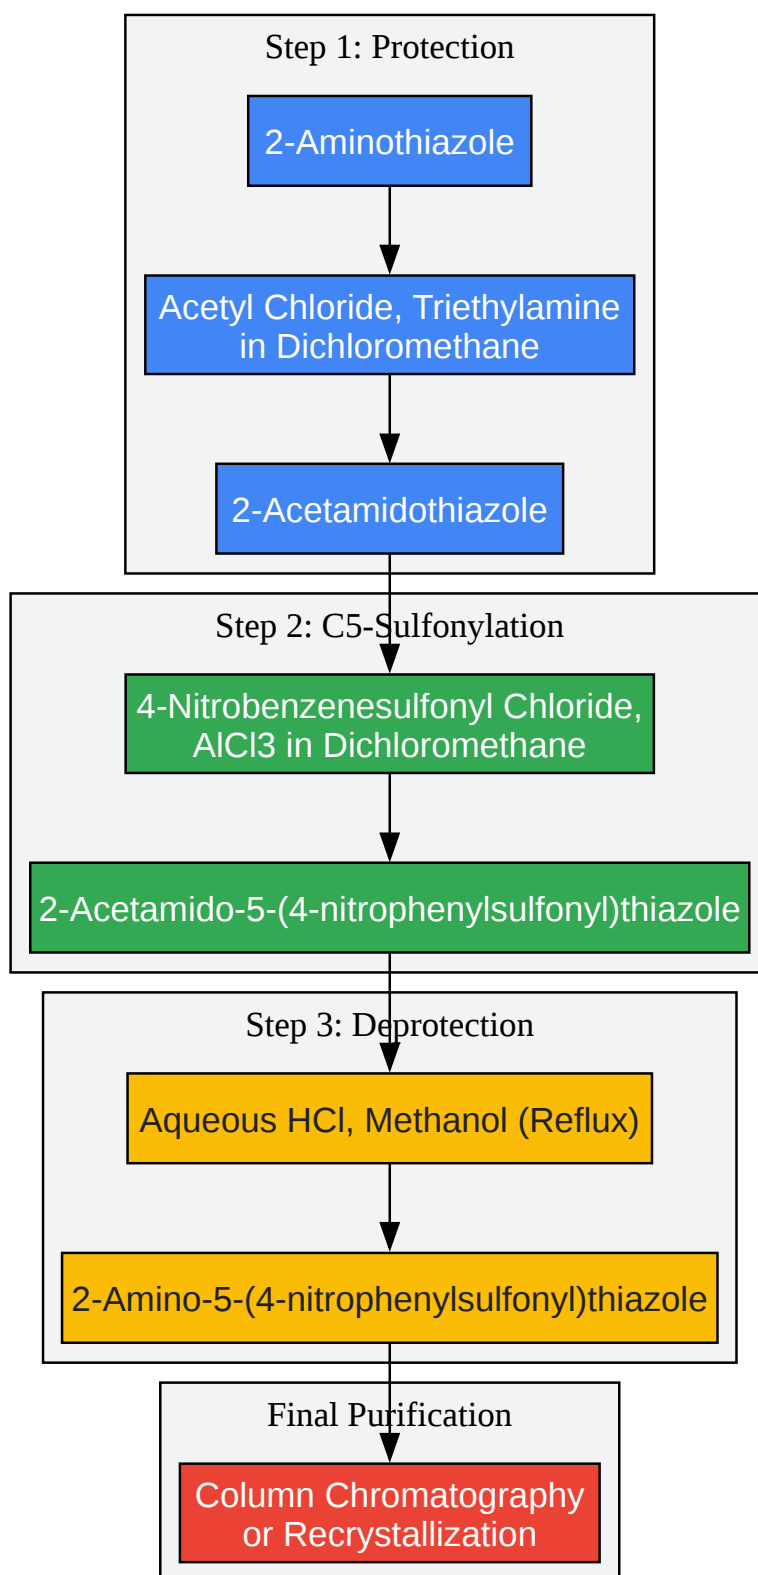 Step 1: Protection
2-Aminothiazole
Acetyl Chloride, Triethylamine
in Dichloromethane
2-Acetamidothiazole
Step 2: C5-Sulfonylation
4-Nitrobenzenesulfonyl Chloride,
AlCl3 in Dichloromethane
2-Acetamido-5-(4-nitrophenylsulfonyl)thiazole
Step 3: Deprotection
Aqueous HCl, Methanol (Reflux)
2-Amino-5-(4-nitrophenylsulfonyl)thiazole
Final Purification
Column Chromatography
or Recrystallization